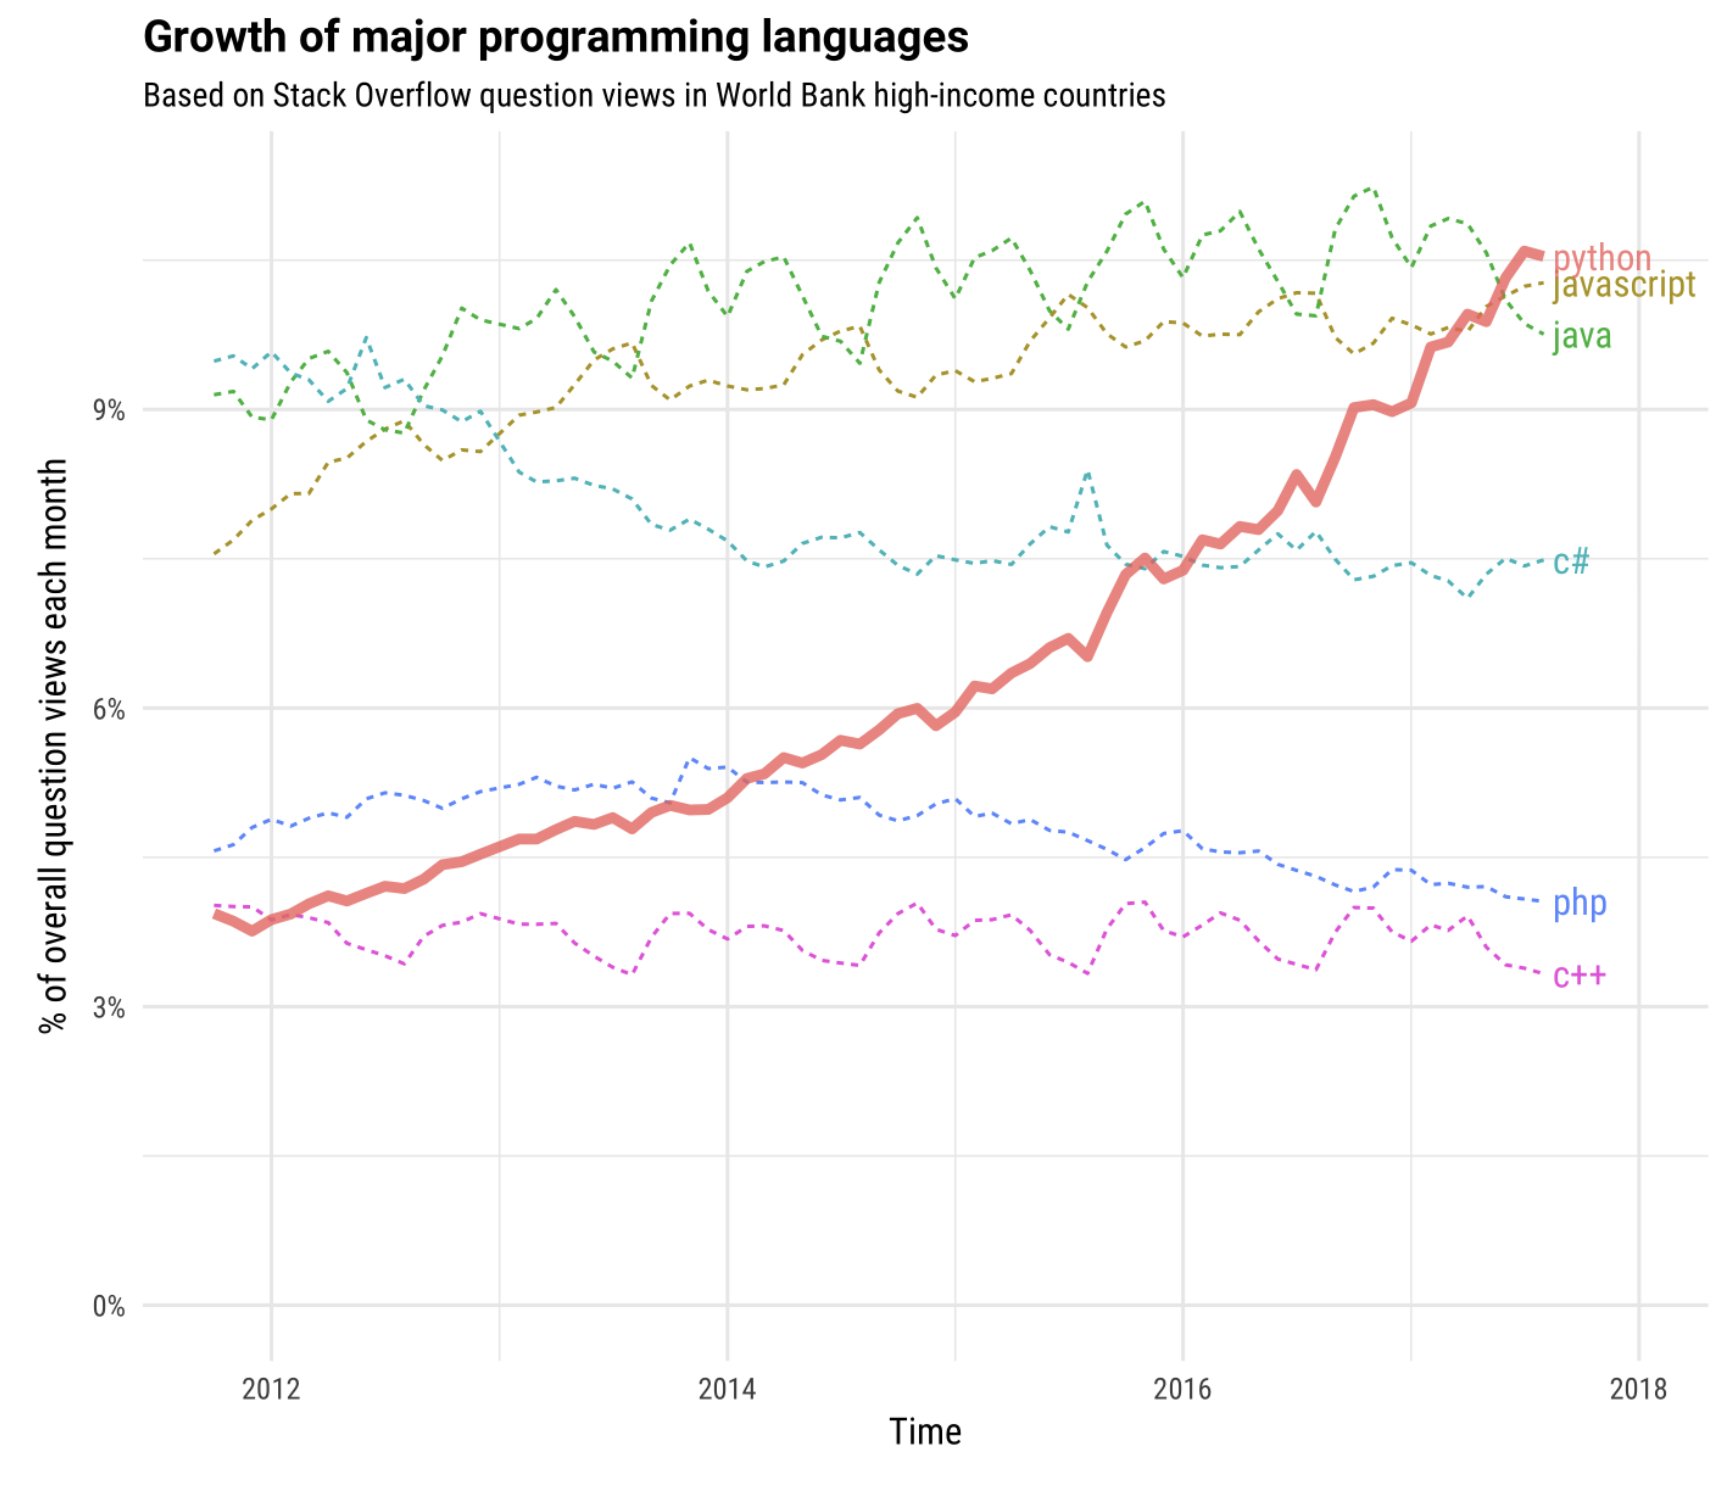 Growth of major programming languages
Based on Stack Overflow question views in World Bank high-income countries
% of overall question views each month
9%
6%
3%
0%
python
javascript
java
c#
php
c++
2012
2014
2016
2018
Time